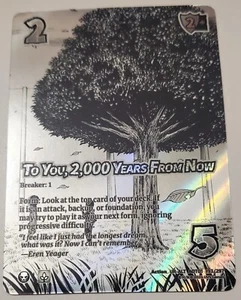 2
2
To You, 2,000 Years From Now
Breaker: 1
Form: Look at the top card of your deck. If
it is an attack, backup, or foundation, you
may try to play it as your next form, ignoring
progressive difficulty.
"I feel like I just had the longest dream,
what was it? Now I can't remember."
- Eren Yeager
5
Action